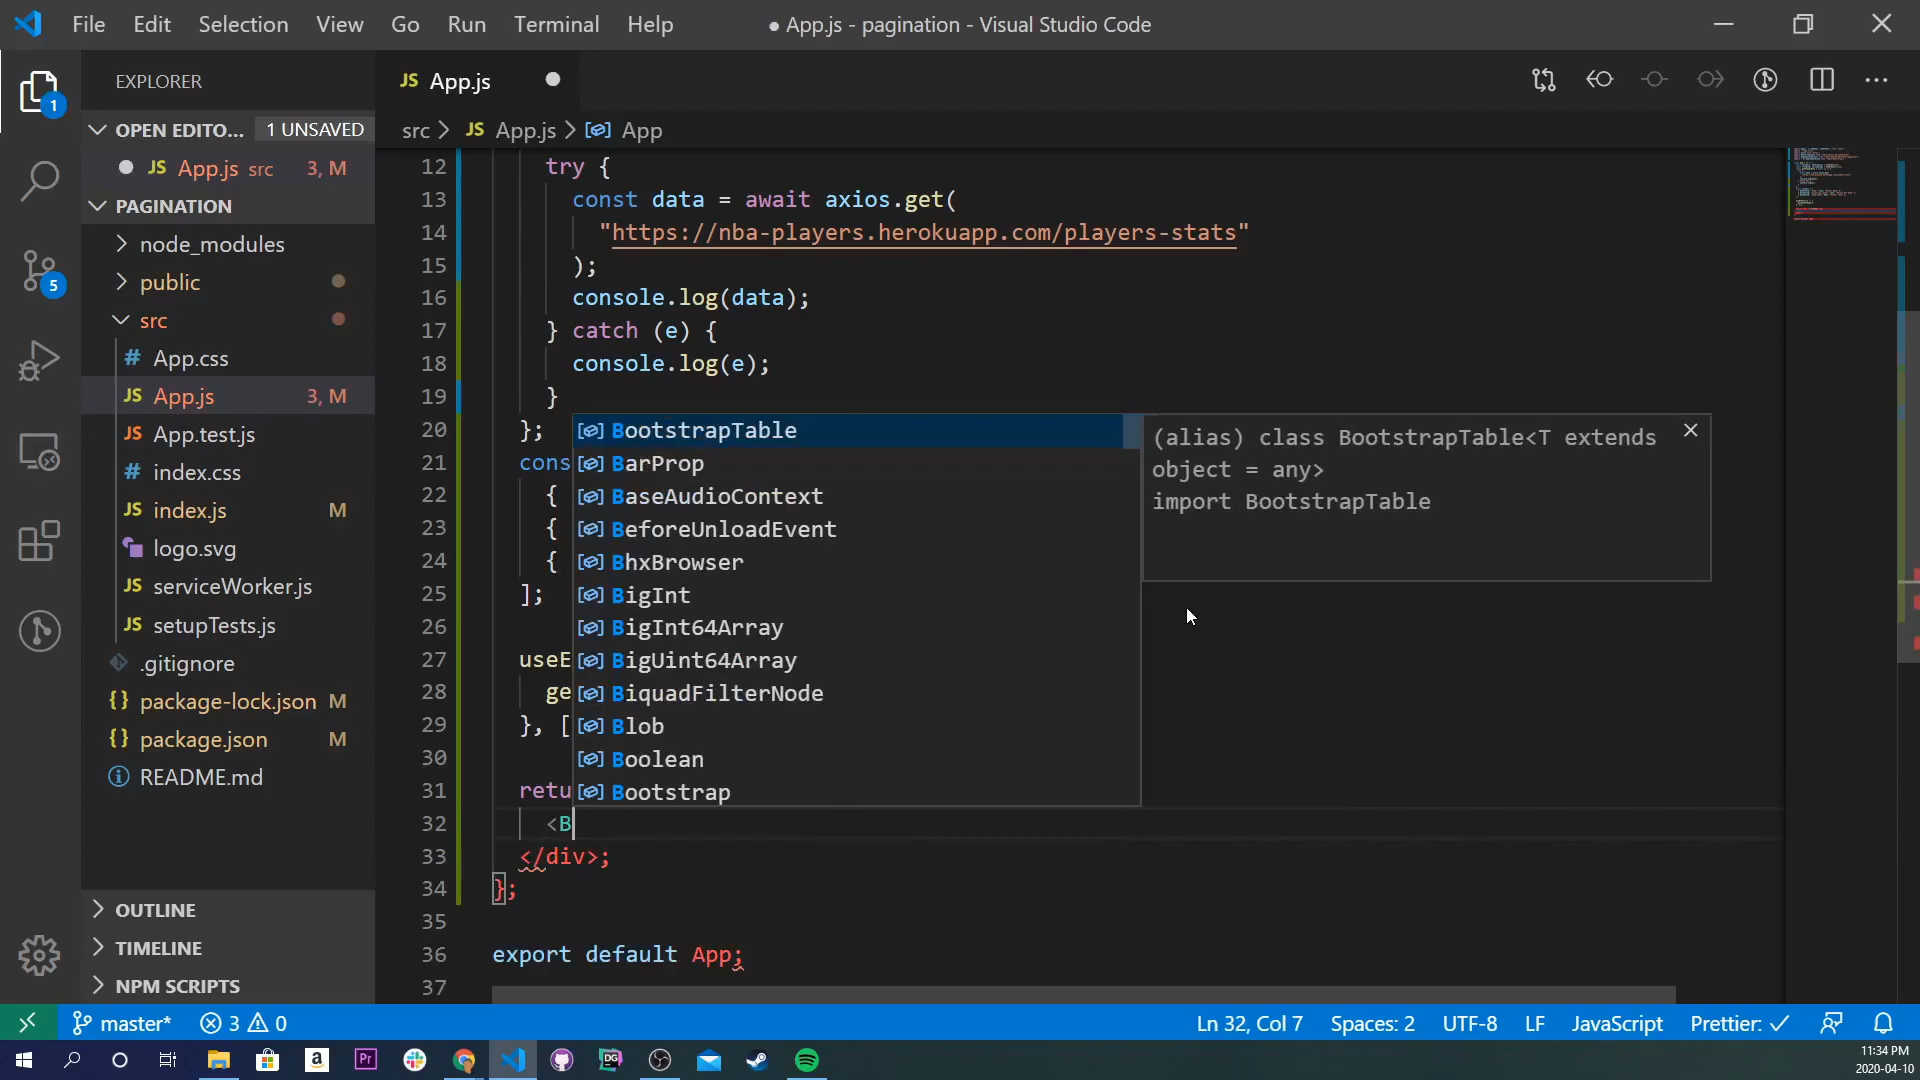 File Edit Selection View Go Run Terminal Help
● App.js - pagination - Visual Studio Code
EXPLORER
JS App.js
OPEN EDITO... 1 UNSAVED
JS App.js src 3, M
src > JS App.js > App
PAGINATION
node_modules
public
src
# App.css
JS App.js 3, M
JS App.test.js
# index.css
JS index.js M
logo.svg
JS serviceWorker.js
JS setupTests.js
.gitignore
{} package-lock.json M
{} package.json M
README.md
OUTLINE
TIMELINE
NPM SCRIPTS
1
5
12 try {
13 const data = await axios.get(
14 "https://nba-players.herokuapp.com/players-stats"
15 );
16 console.log(data);
17 } catch (e) {
18 console.log(e);
19 }
20 };
21 cons
22 {
23 {
24 {
25 ];
26
27 useE
28 ge
29 }, [
30
31 retu
32 <B
33 </div>;
34 };
35
36 export default App;
37
BootstrapTable
BarProp
BaseAudioContext
BeforeUnloadEvent
BhxBrowser
BigInt
BigInt64Array
BigUint64Array
BiquadFilterNode
Blob
Boolean
Bootstrap
(alias) class BootstrapTable<T extends
object = any>
import BootstrapTable
master* 3 0 Ln 32, Col 7 Spaces: 2 UTF-8 LF JavaScript Prettier: ✓
Pr DG
11:34 PM
2020-04-10